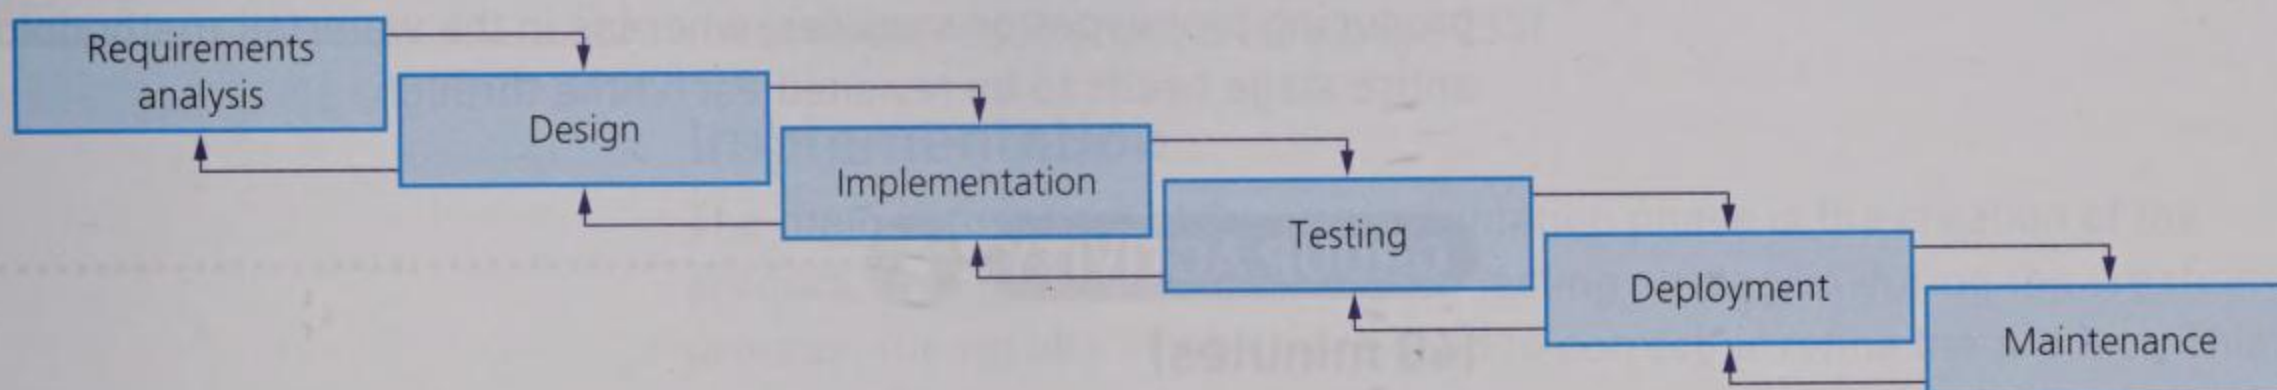 Requirements
analysis
Design
Implementation
Testing
Deployment
Maintenance